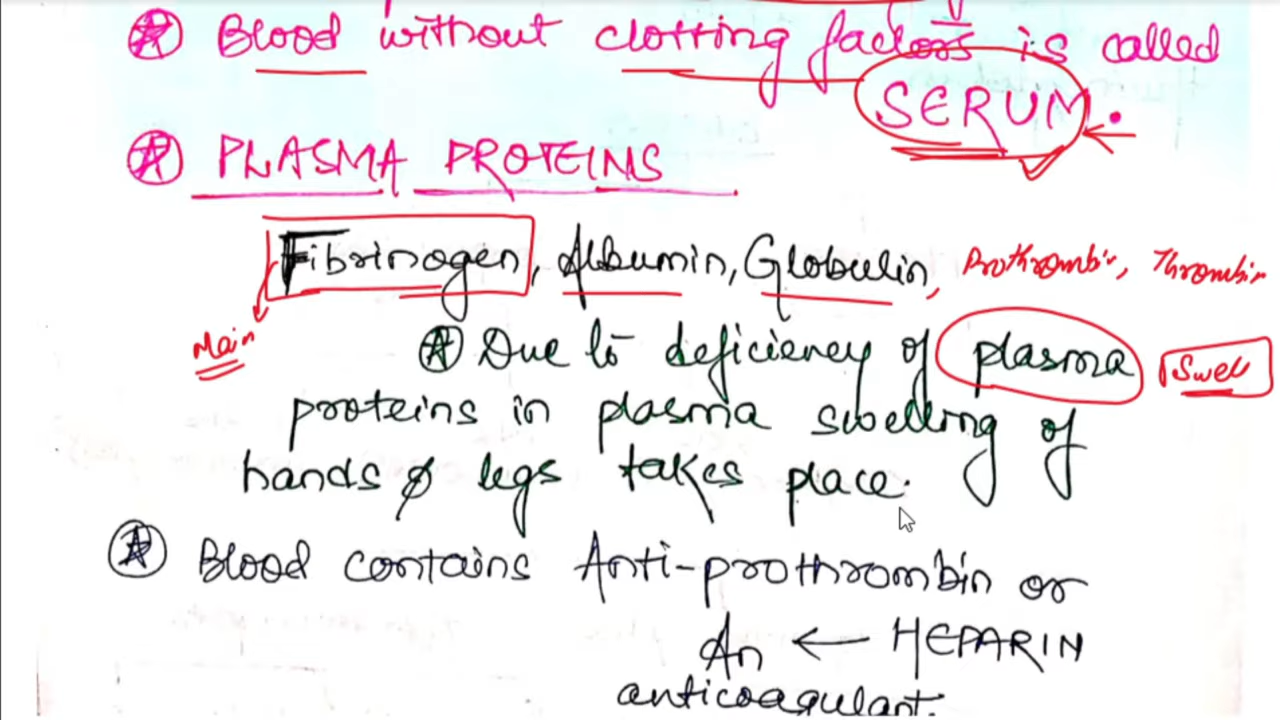 Blood without clotting factors is called
SERUM.
PLASMA PROTEINS
Fibrinogen, Albumin, Globulin, Prothrombin, Thrombin
Main
Due to deficiency of plasma Swell
proteins in plasma swelling of
hands & legs takes place.
Blood contains Anti-prothrombin or
An ← HEPARIN
anticoagulant.